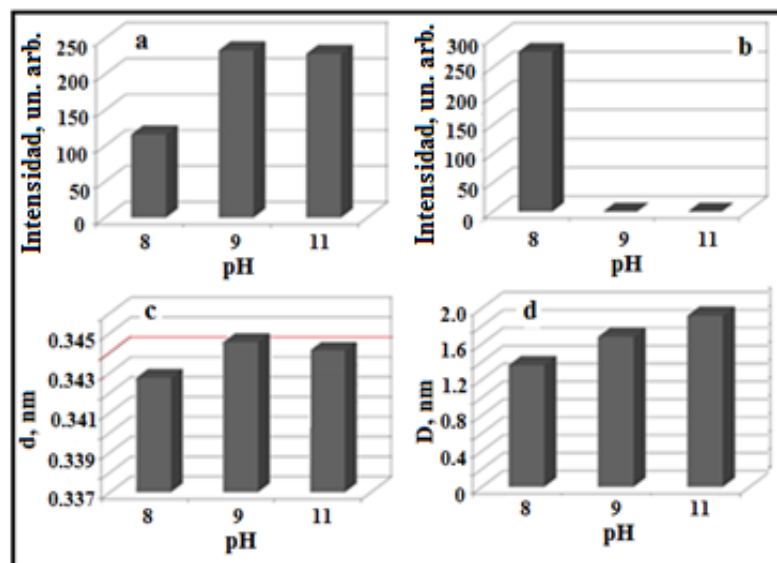 a
Intensidad, un. arb.
250
200
150
100
50
0
8 9 11
pH
b
Intensidad, un. arb.
300
250
200
150
100
50
0
8 9 11
pH
c
d, nm
0.345
0.343
0.341
0.339
0.337
8 9 11
pH
d
D, nm
2.0
1.6
1.2
0.8
0.4
0
8 9 11
pH